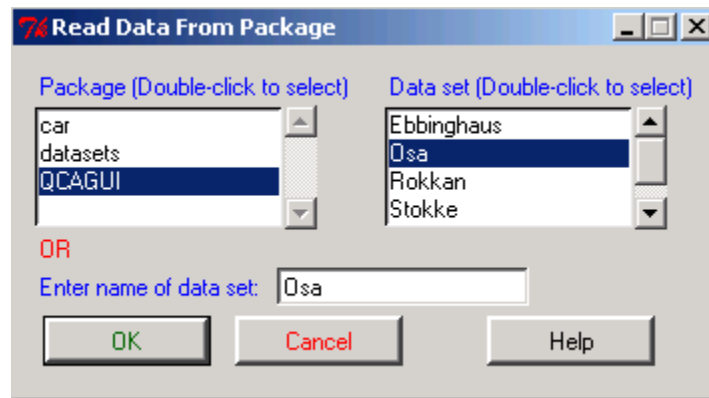 Read Data From Package
Package (Double-click to select)
Data set (Double-click to select)
car
datasets
QCAGUI
Ebbinghaus
Osa
Rokkan
Stokke
OR
Enter name of data set: Osa
OK Cancel Help